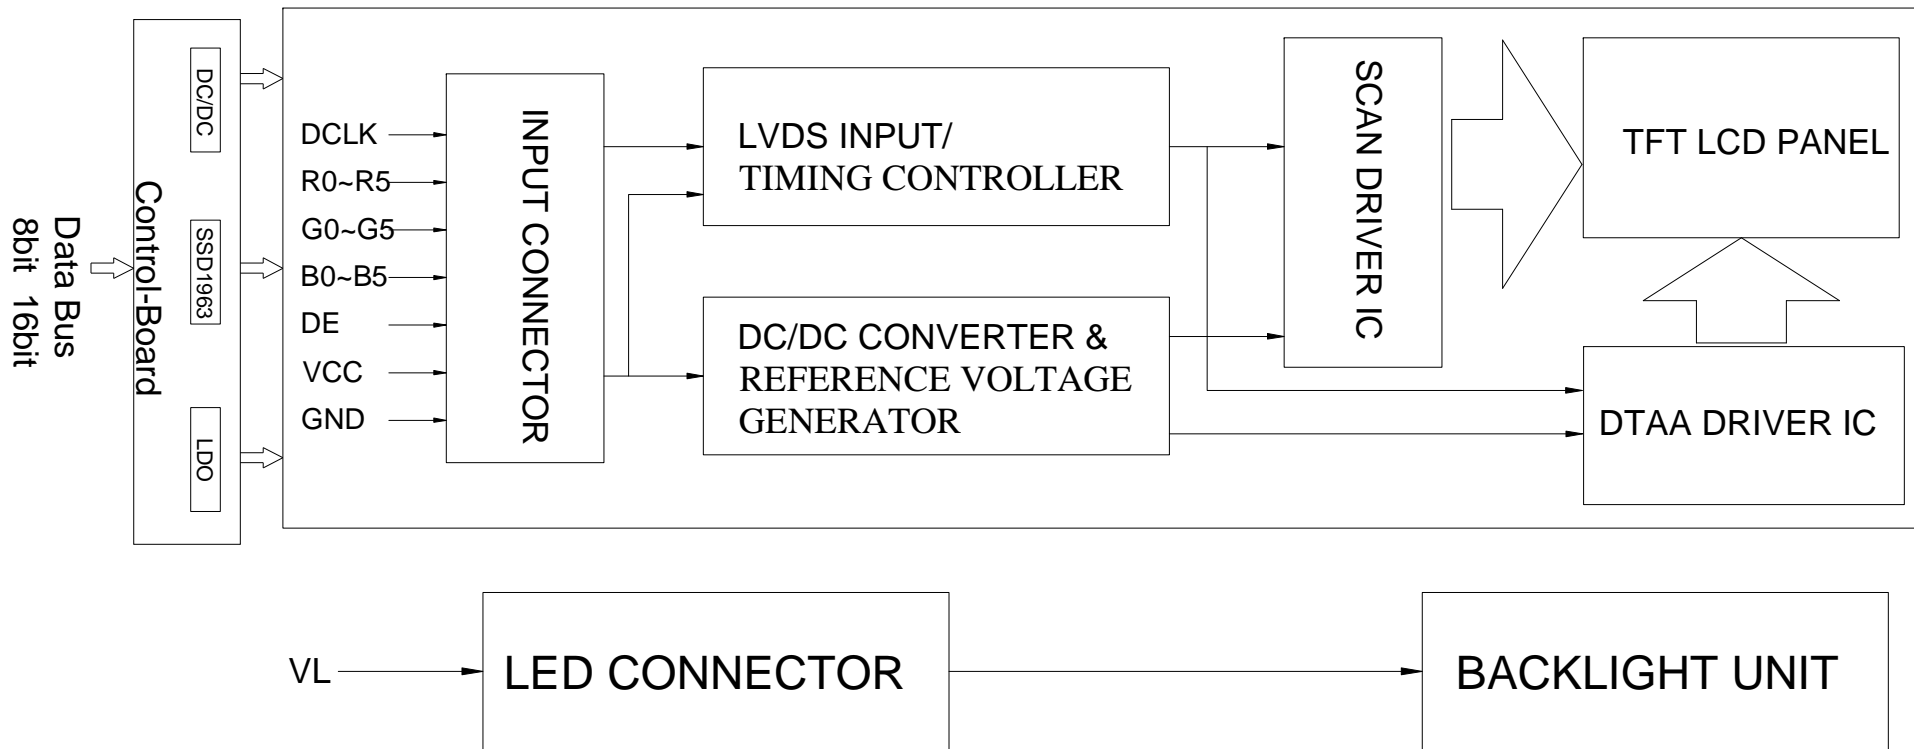 Data Bus
8bit 16bit
Control-Board
DC/DC
SSD1963
LDO
DCLK
R0~R5
G0~G5
B0~B5
DE
VCC
GND
INPUT CONNECTOR
LVDS INPUT/
TIMING CONTROLLER
DC/DC CONVERTER &
REFERENCE VOLTAGE
GENERATOR
SCAN DRIVER IC
TFT LCD PANEL
DTAA DRIVER IC
VL
LED CONNECTOR
BACKLIGHT UNIT